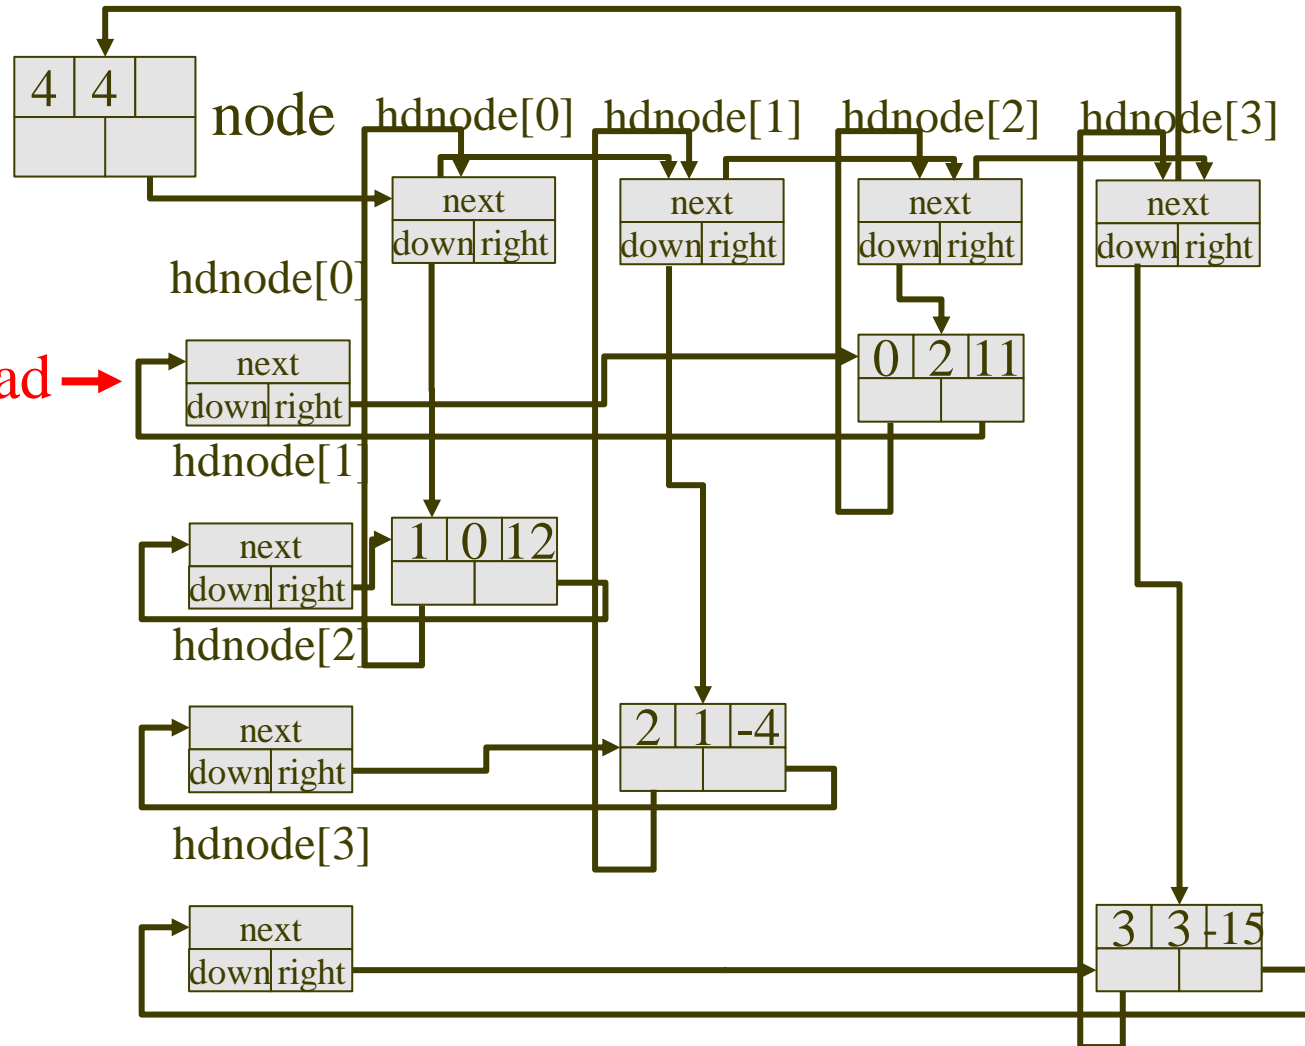 4 4
node
hdnode[0] hdnode[1] hdnode[2] hdnode[3]
next next next next
down right down right down right down right
hdnode[0]
next
down right
ad
0 2 11
hdnode[1]
next
down right
1 0 12
hdnode[2]
next
down right
2 1 -4
hdnode[3]
next
down right
3 3 -15